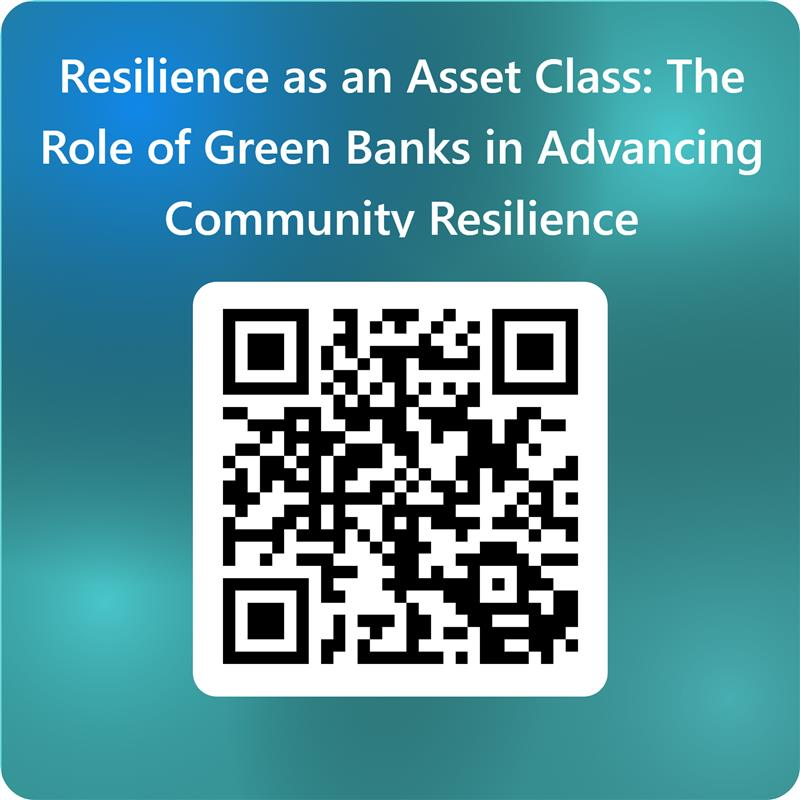 Resilience as an Asset Class: The
Role of Green Banks in Advancing
Community Resilience